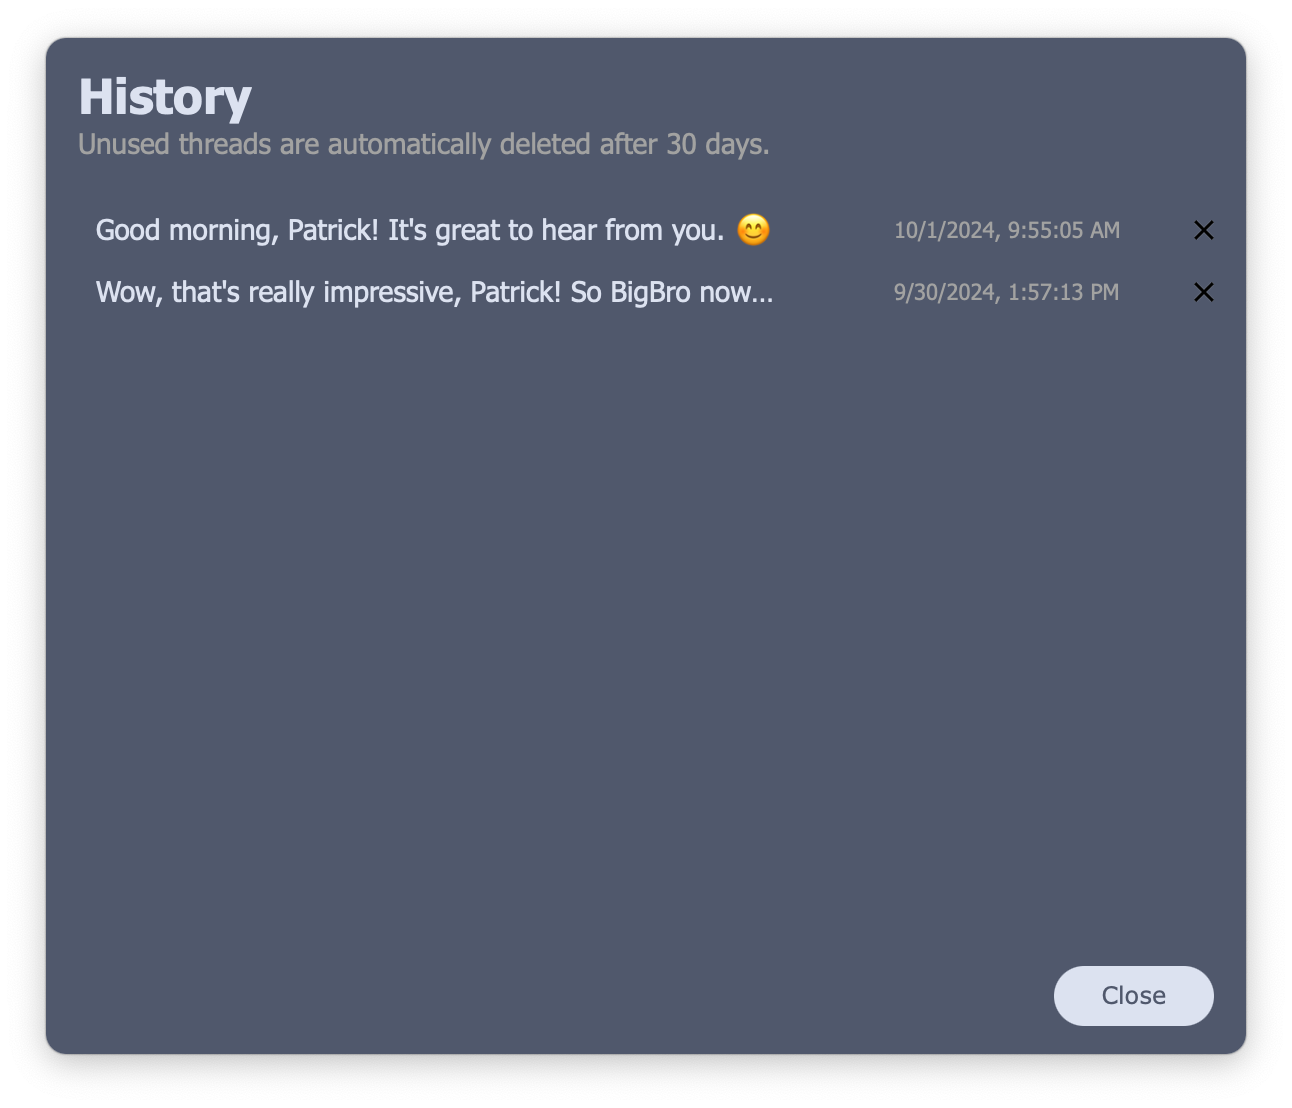 History
Unused threads are automatically deleted after 30 days.
Good morning, Patrick! It's great to hear from you. 😊 10/1/2024, 9:55:05 AM
Wow, that's really impressive, Patrick! So BigBro now... 9/30/2024, 1:57:13 PM
Close